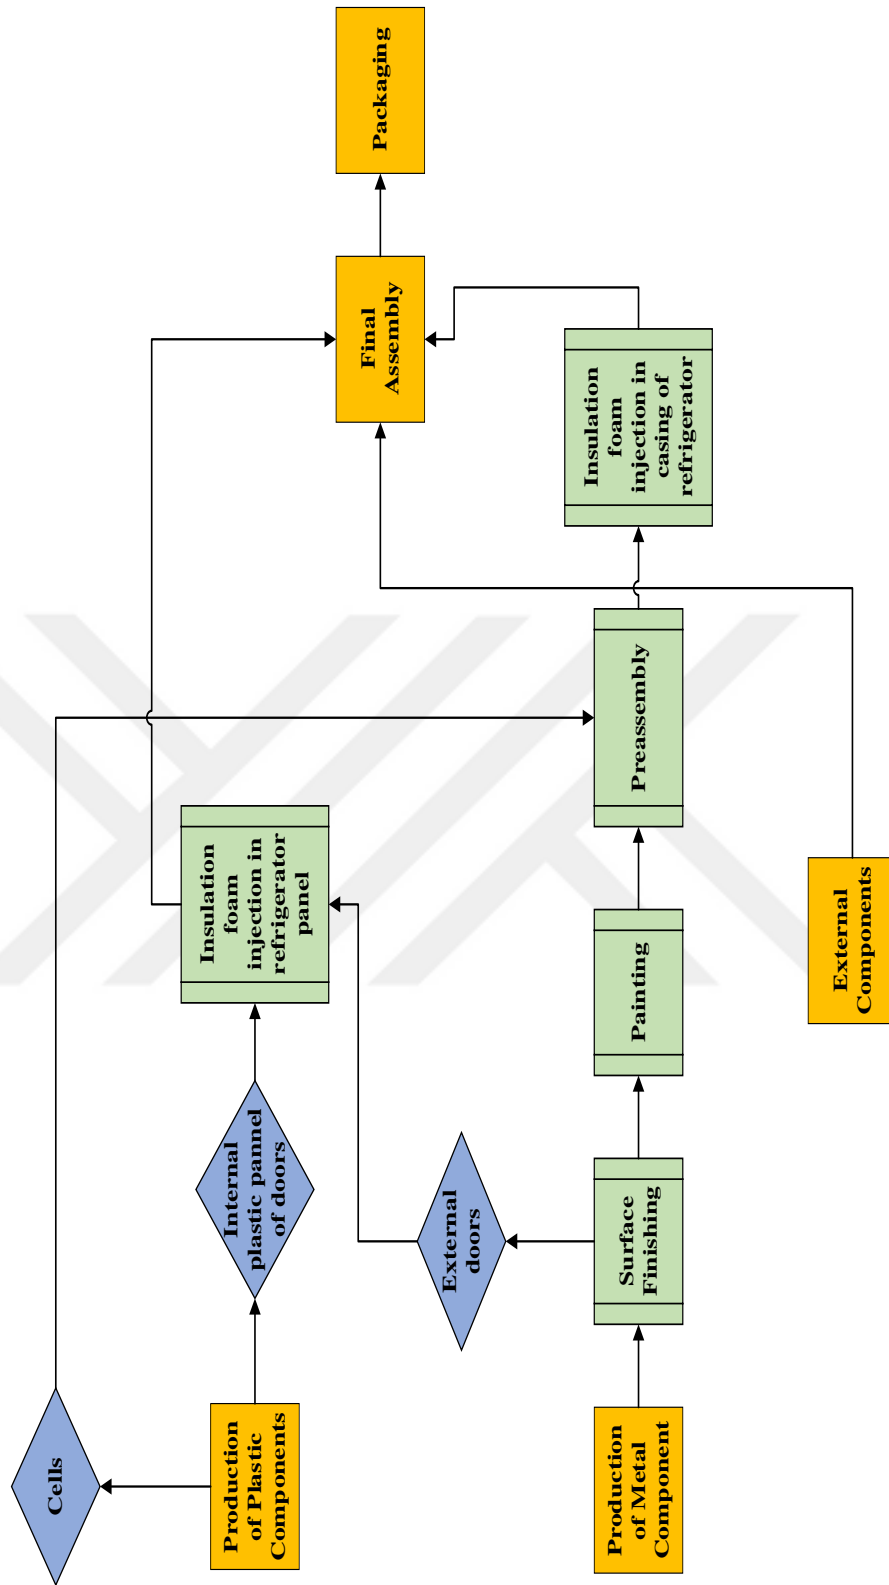 Cells
Production
of Plastic
Components
Internal
plastic pannel
of doors
Insulation
foam
injection in
refrigerator
panel
Final
Assembly
Packaging
External
doors
Production
of Metal
Component
Surface
Finishing
Painting
Preassembly
Insulation
foam
injection in
casing of
refrigerator
External
Components